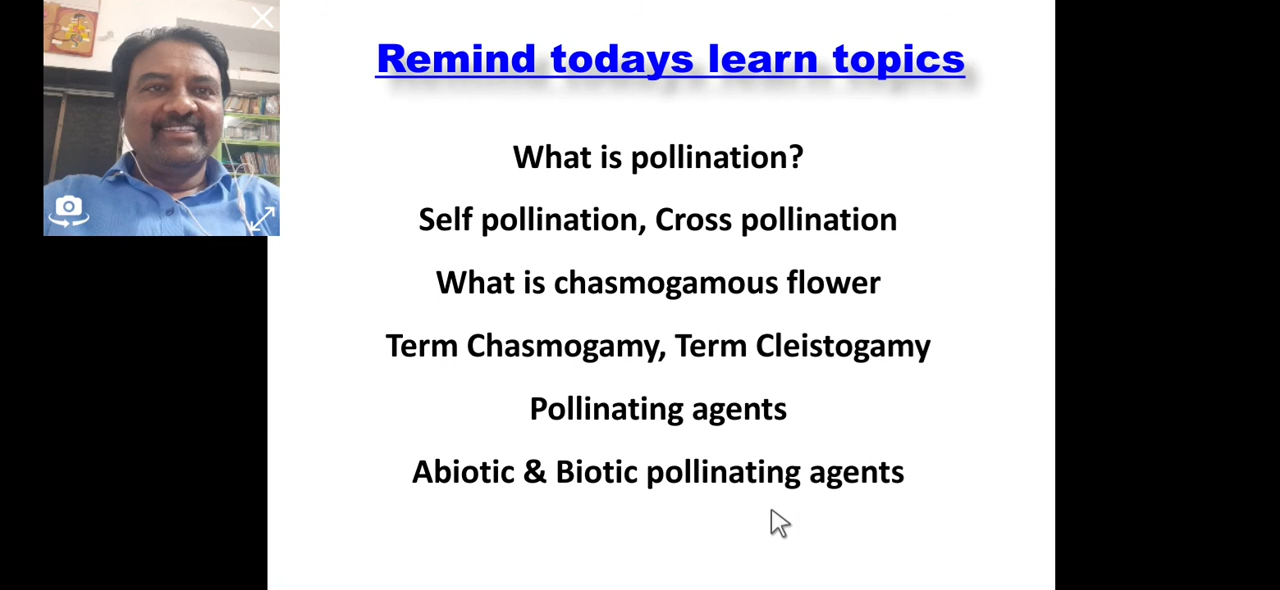 Remind todays learn topics
What is pollination?
Self pollination, Cross pollination
What is chasmogamous flower
Term Chasmogamy, Term Cleistogamy
Pollinating agents
Abiotic & Biotic pollinating agents